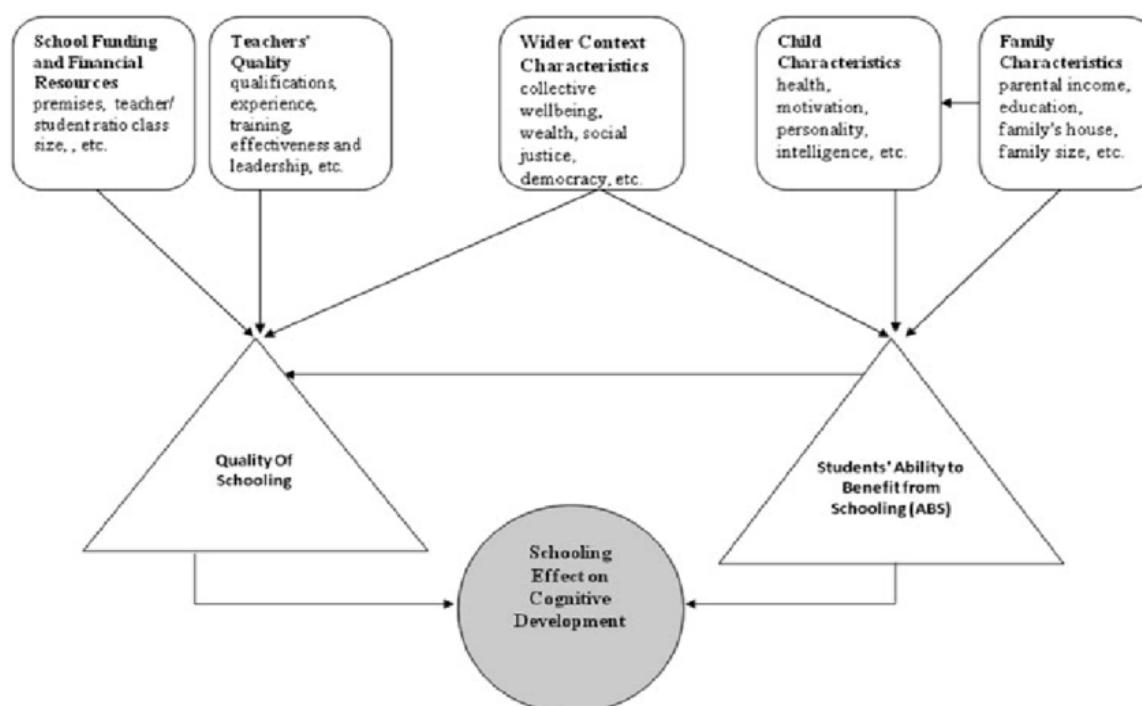 School Funding
and Financial
Resources
premises, teacher/
student ratio class
size, , etc.
Teachers'
Quality
qualifications,
experience,
training,
effectiveness and
leadership, etc.
Wider Context
Characteristics
collective
wellbeing,
wealth, social
justice,
democracy, etc.
Child
Characteristics
health,
motivation,
personality,
intelligence, etc.
Family
Characteristics
parental income,
education,
family's house,
family size, etc.
Quality Of
Schooling
Students' Ability to
Benefit from
Schooling (ABS)
Schooling
Effect on
Cognitive
Development